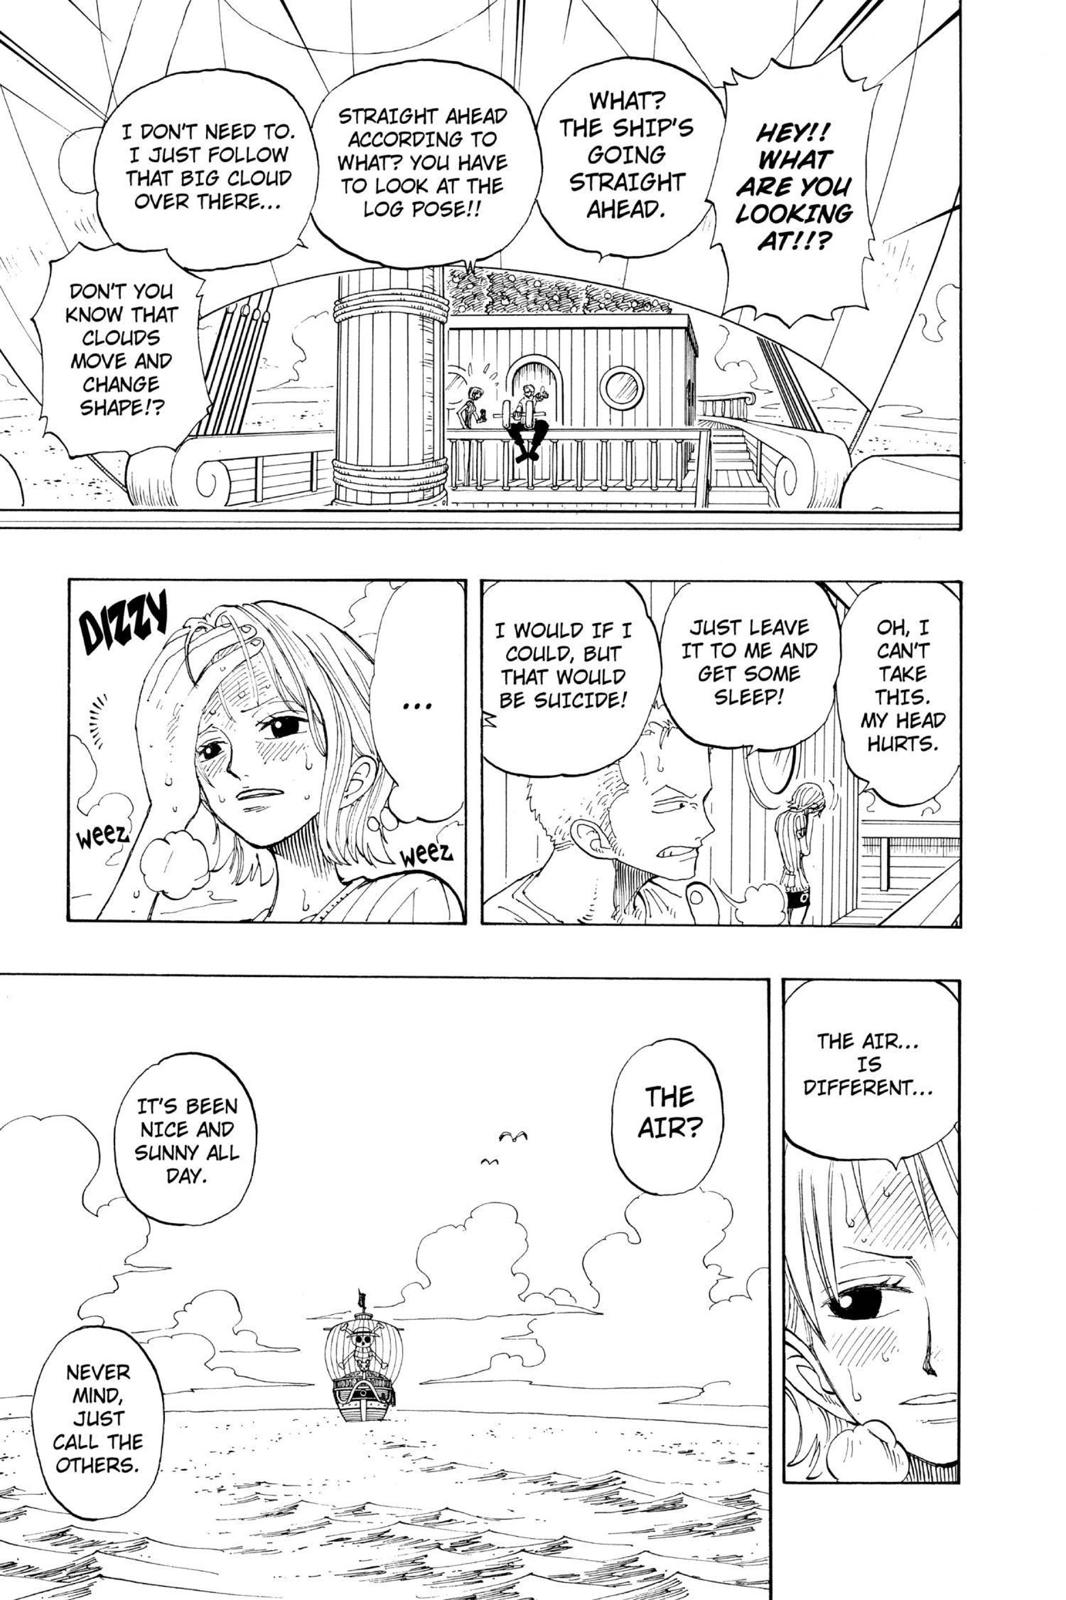 HEY!!
WHAT
ARE YOU
LOOKING
AT!!?
WHAT?
THE SHIP'S
GOING
STRAIGHT
AHEAD.
STRAIGHT AHEAD
ACCORDING TO
WHAT? YOU HAVE
TO LOOK AT THE
LOG POSE!!
I DON'T NEED TO.
I JUST FOLLOW
THAT BIG CLOUD
OVER THERE...
DON'T YOU
KNOW THAT
CLOUDS
MOVE AND
CHANGE
SHAPE!?
OH, I
CAN'T
TAKE
THIS.
MY HEAD
HURTS.
JUST LEAVE
IT TO ME AND
GET SOME
SLEEP!
I WOULD IF I
COULD, BUT
THAT WOULD
BE SUICIDE!
...
DIZZY
weez
weez
THE AIR...
IS
DIFFERENT...
THE
AIR?
IT'S BEEN
NICE AND
SUNNY ALL
DAY.
NEVER
MIND,
JUST
CALL THE
OTHERS.